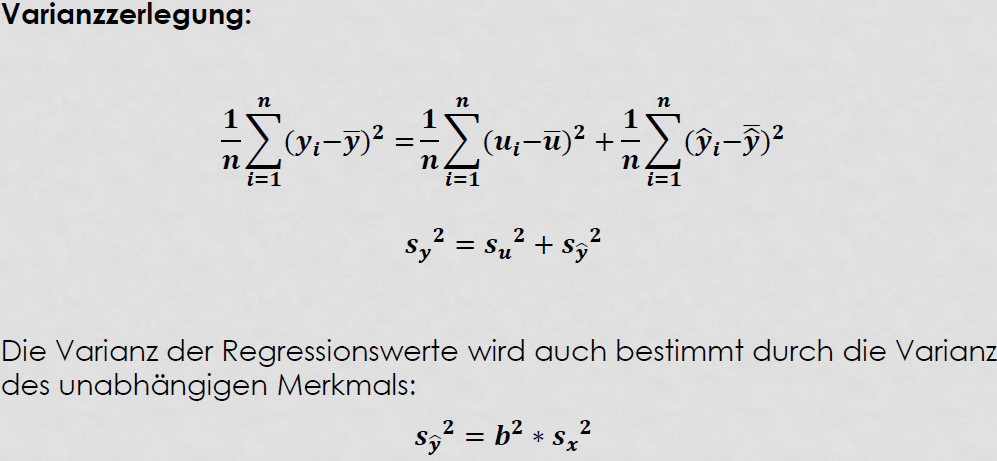 Varianzzerlegung:
$$\frac{1}{n}\sum_{i=1}^{n}(y_i-\overline{y})^2 = \frac{1}{n}\sum_{i=1}^{n}(u_i-\overline{u})^2 + \frac{1}{n}\sum_{i=1}^{n}(\hat{y}_i-\overline{\hat{y}})^2$$
$$s_y{}^2 = s_u{}^2 + s_{\hat{y}}{}^2$$
Die Varianz der Regressionswerte wird auch bestimmt durch die Varianz
des unabhängigen Merkmals:
$$s_{\hat{y}}{}^2 = b^2 * s_x{}^2$$